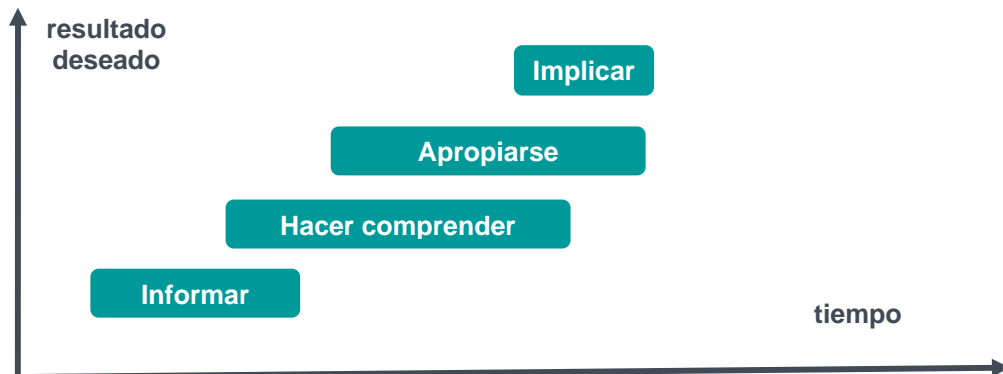 resultado
deseado
Implicar
Apropiarse
Hacer comprender
Informar
tiempo